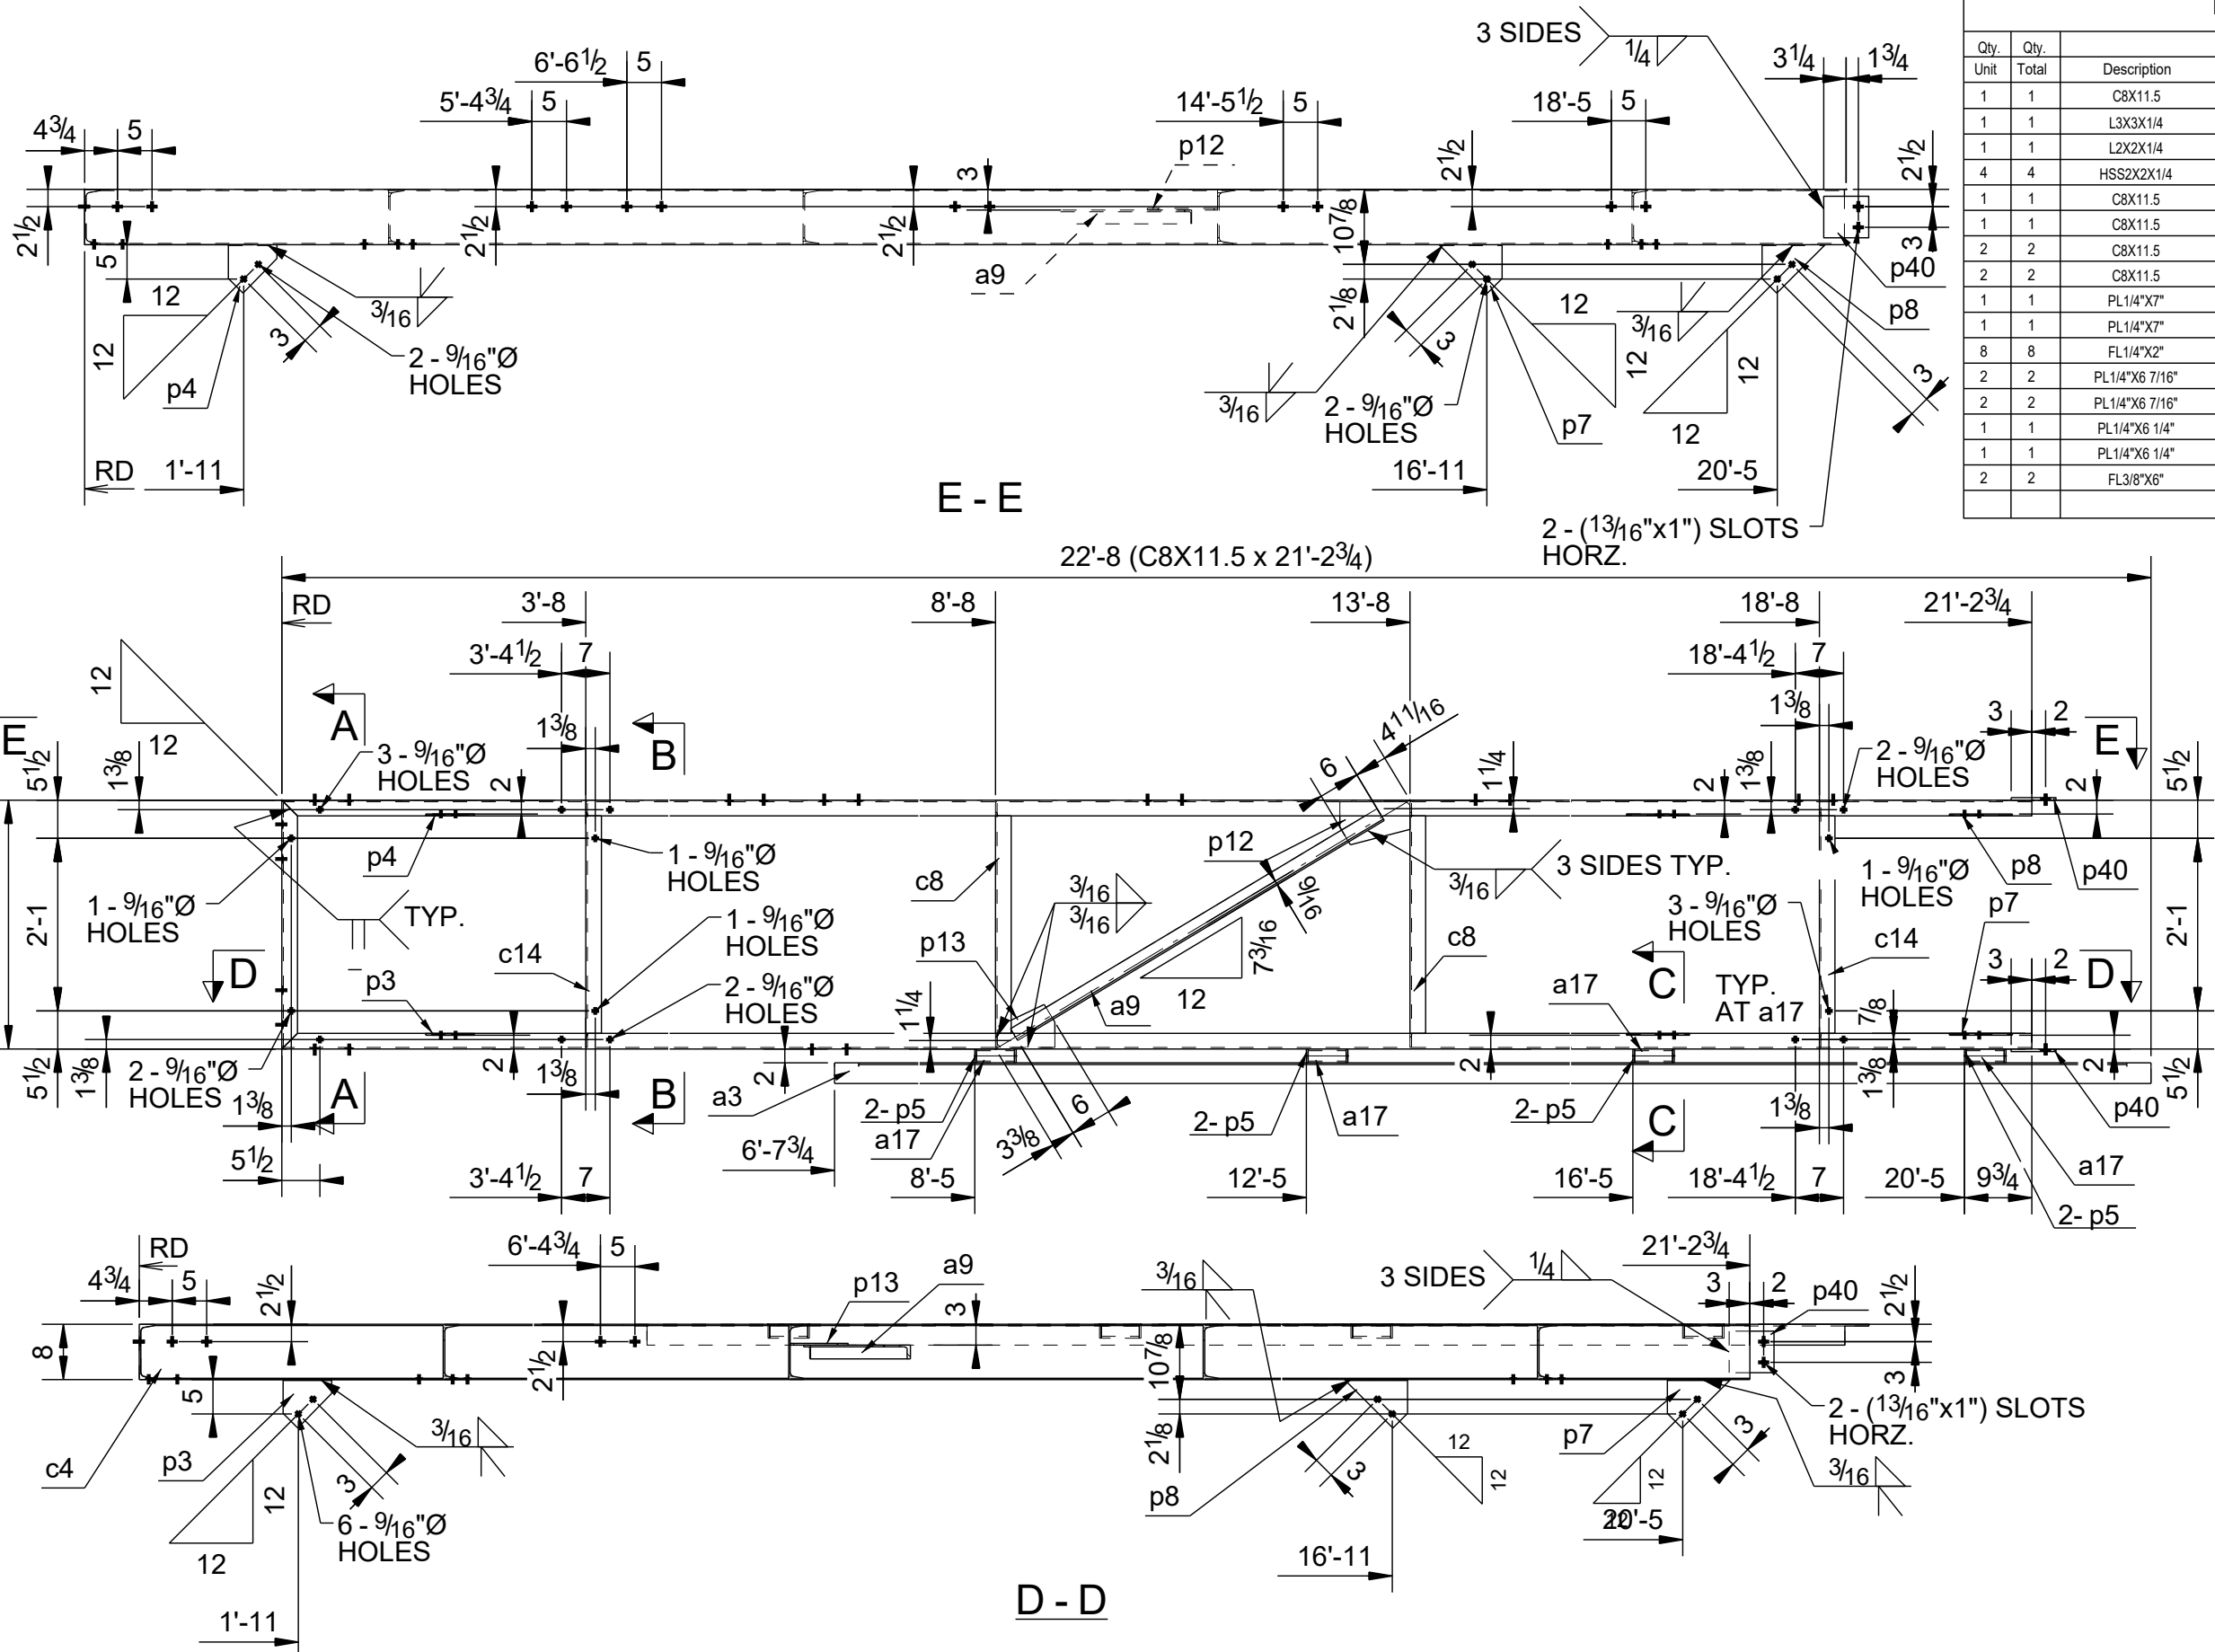 3 SIDES
1/4
3 1/4
1 3/4
6'-6 1/2
5
5'-4 3/4
5
14'-5 1/2
5
18'-5
5
4 3/4
5
p12
2 1/2
2 1/2
3
2 1/2
2 1/2
10 7/8
2 1/8
2 1/2
3
p40
5
12
12
3/16
3
2 - 9/16"Ø
HOLES
p4
a9
3/16
3
2 - 9/16"Ø
HOLES
12
12
p7
3/16
p8
12
12
3
RD
1'-11
16'-11
20'-5
E - E
2 - (13/16"x1") SLOTS
HORZ.
Qty. Qty.
Unit Total Description
1 1 C8X11.5
1 1 L3X3X1/4
1 1 L2X2X1/4
4 4 HSS2X2X1/4
1 1 C8X11.5
1 1 C8X11.5
2 2 C8X11.5
2 2 C8X11.5
1 1 PL1/4"X7"
1 1 PL1/4"X7"
8 8 FL1/4"X2"
2 2 PL1/4"X6 7/16"
2 2 PL1/4"X6 7/16"
1 1 PL1/4"X6 1/4"
1 1 PL1/4"X6 1/4"
2 2 FL3/8"X6"
22'-8 (C8X11.5 x 21'-2 3/4)
RD
3'-8
8'-8
13'-8
18'-8
21'-2 3/4
3'-4 1/2
7
18'-4 1/2
7
12
12
A
1 3/8
B
4 11/16
6
1 3/8
3
2
E
E
5 1/2
1 3/8
3 - 9/16"Ø
HOLES
2
1 1/4
2
1 3/8
2 - 9/16"Ø
HOLES
2
5 1/2
p4
1 - 9/16"Ø
HOLES
p12
c8
3/16
3/16
9/16
3/16
3 SIDES TYP.
1 - 9/16"Ø
HOLES
p8
p40
1 - 9/16"Ø
HOLES
TYP.
2'-1
1 - 9/16"Ø
HOLES
3 - 9/16"Ø
HOLES
p7
2'-1
D
p3
c14
p13
7 3/16
12
c8
c14
3
2
D
2 - 9/16"Ø
HOLES
a9
a17
C
TYP.
AT a17
7/8
1 1/4
5 1/2
1 3/8
2 - 9/16"Ø
HOLES
2
1 3/8
2
2
1 3/8
2
5 1/2
1 3/8
A
B
a3
2- p5
a17
3 3/8
6
2- p5
a17
2- p5
C
1 3/8
p40
5 1/2
6'-7 3/4
a17
3'-4 1/2
7
8'-5
12'-5
16'-5
18'-4 1/2
7
20'-5
9 3/4
2- p5
RD
6'-4 3/4
5
a9
p13
3/16
3 SIDES
1/4
21'-2 3/4
4 3/4
5
2 1/2
3
3
2
p40
2 1/2
8
2 1/2
10 7/8
2 1/8
3
5
2 - (13/16"x1") SLOTS
HORZ.
3/16
c4
p3
12
12
3
6 - 9/16"Ø
HOLES
3
p8
12
12
p7
12
12
3
3/16
20'-5
16'-11
1'-11
D - D